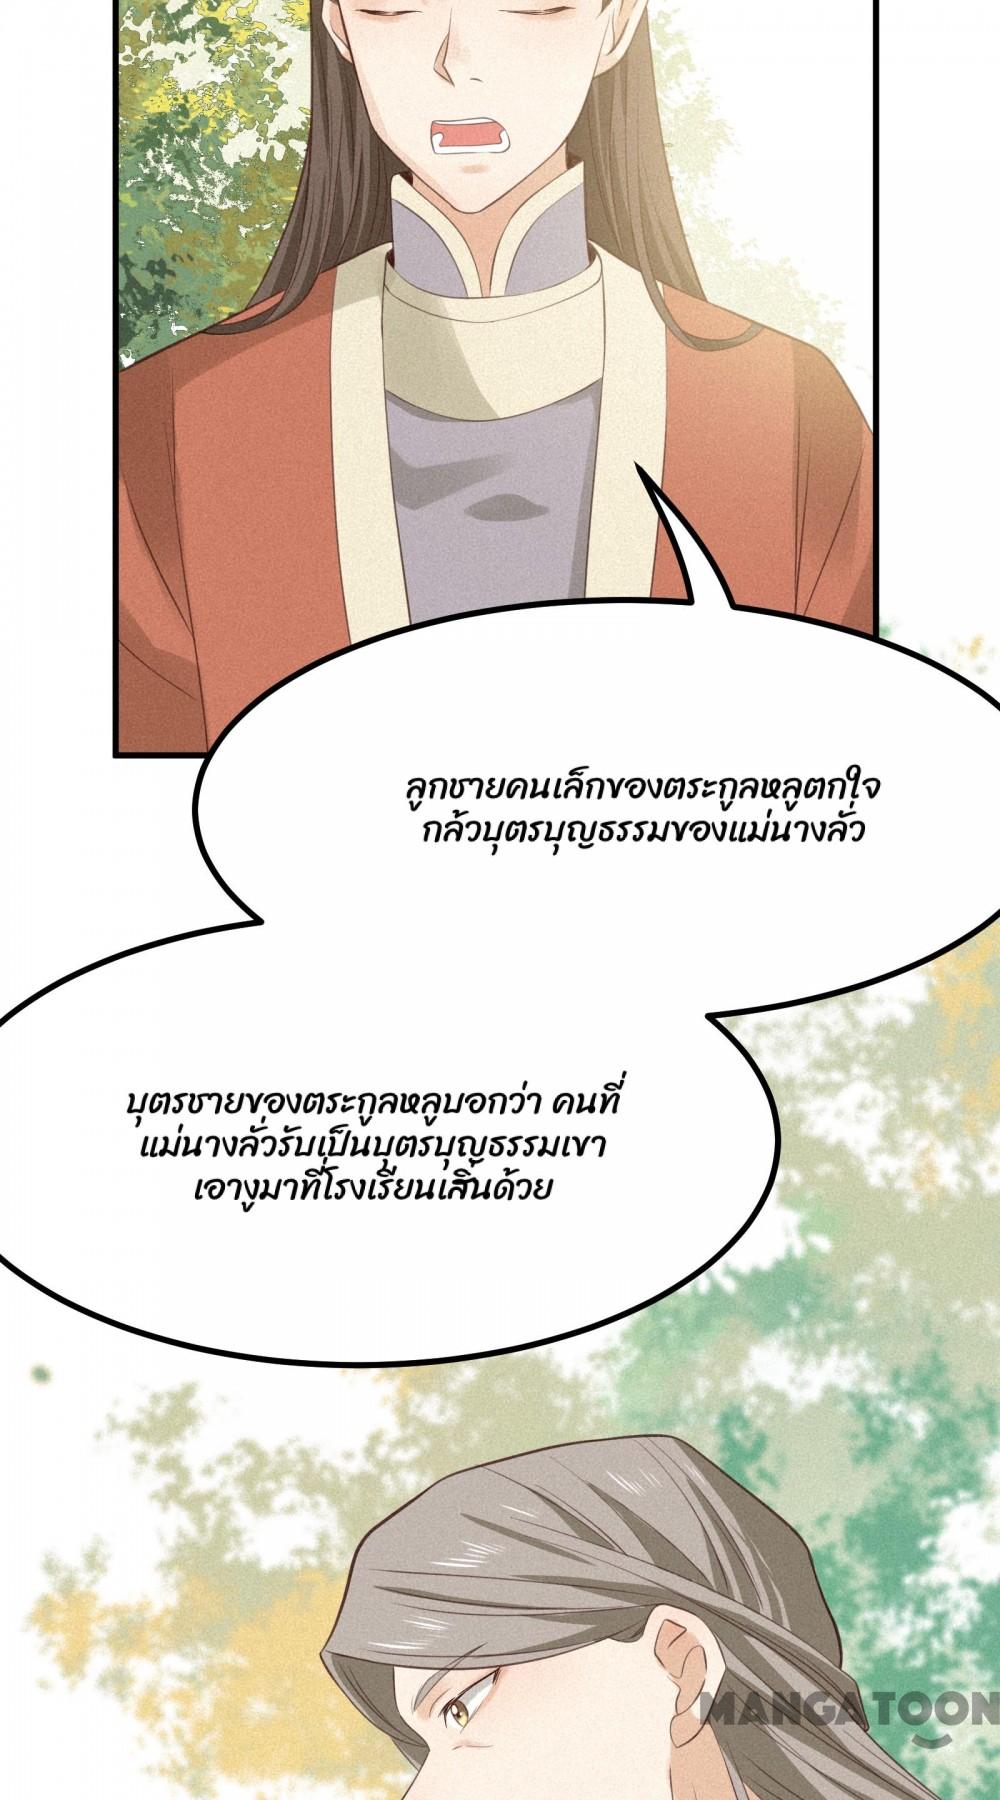 ลูกชายคนเล็กของตระกูลหลูตกใจ
กลัวบุตรบุญธรรมของแม่นางลั่ว
บุตรชายของตระกูลหลูบอกว่า คนที่
แม่นางลั่วรับเป็นบุตรบุญธรรมเขา
เอางูมาที่โรงเรียนเสิ้นด้วย
MANGATOON